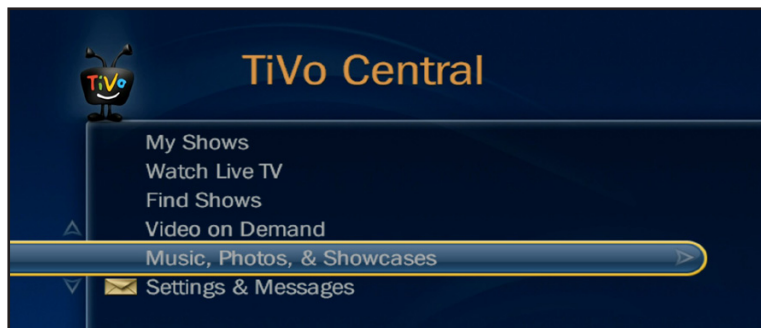 TiVo
TiVo Central
My Shows
Watch Live TV
Find Shows
Video on Demand
Music, Photos, & Showcases
Settings & Messages